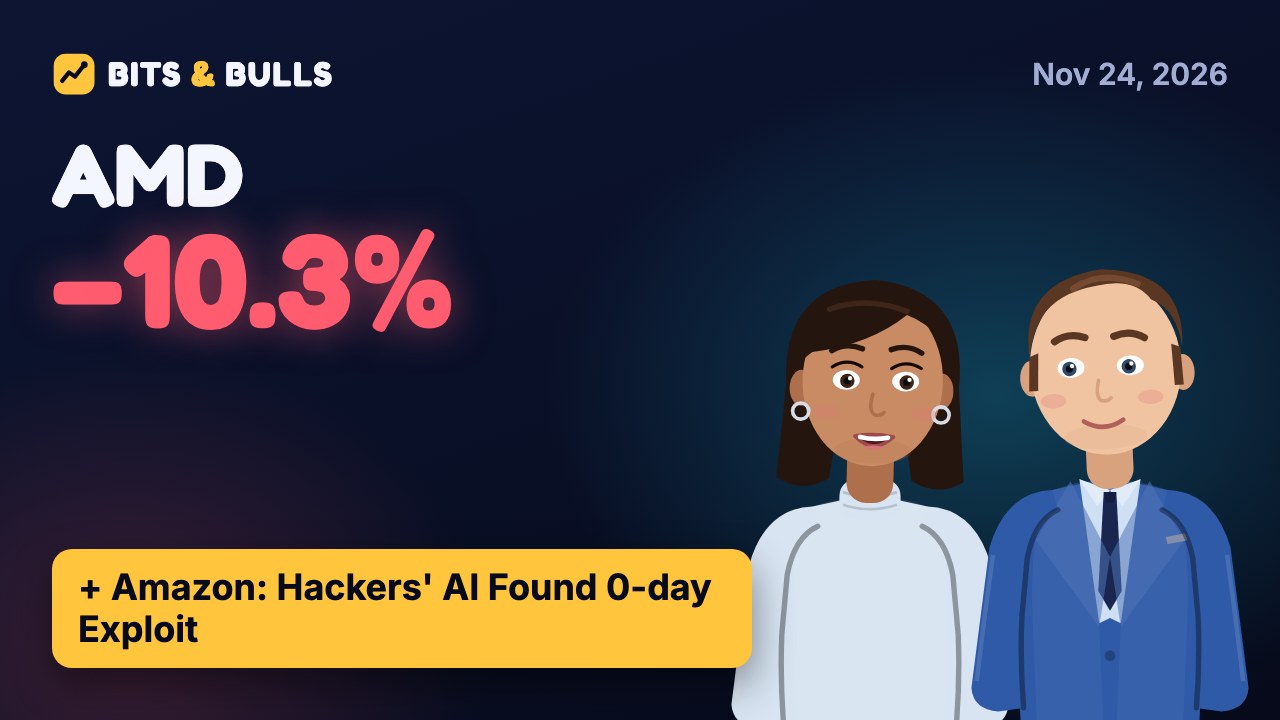 BITS & BULLS
Nov 24, 2026
AMD
–10.3%
+ Amazon: Hackers' AI Found 0-day
Exploit